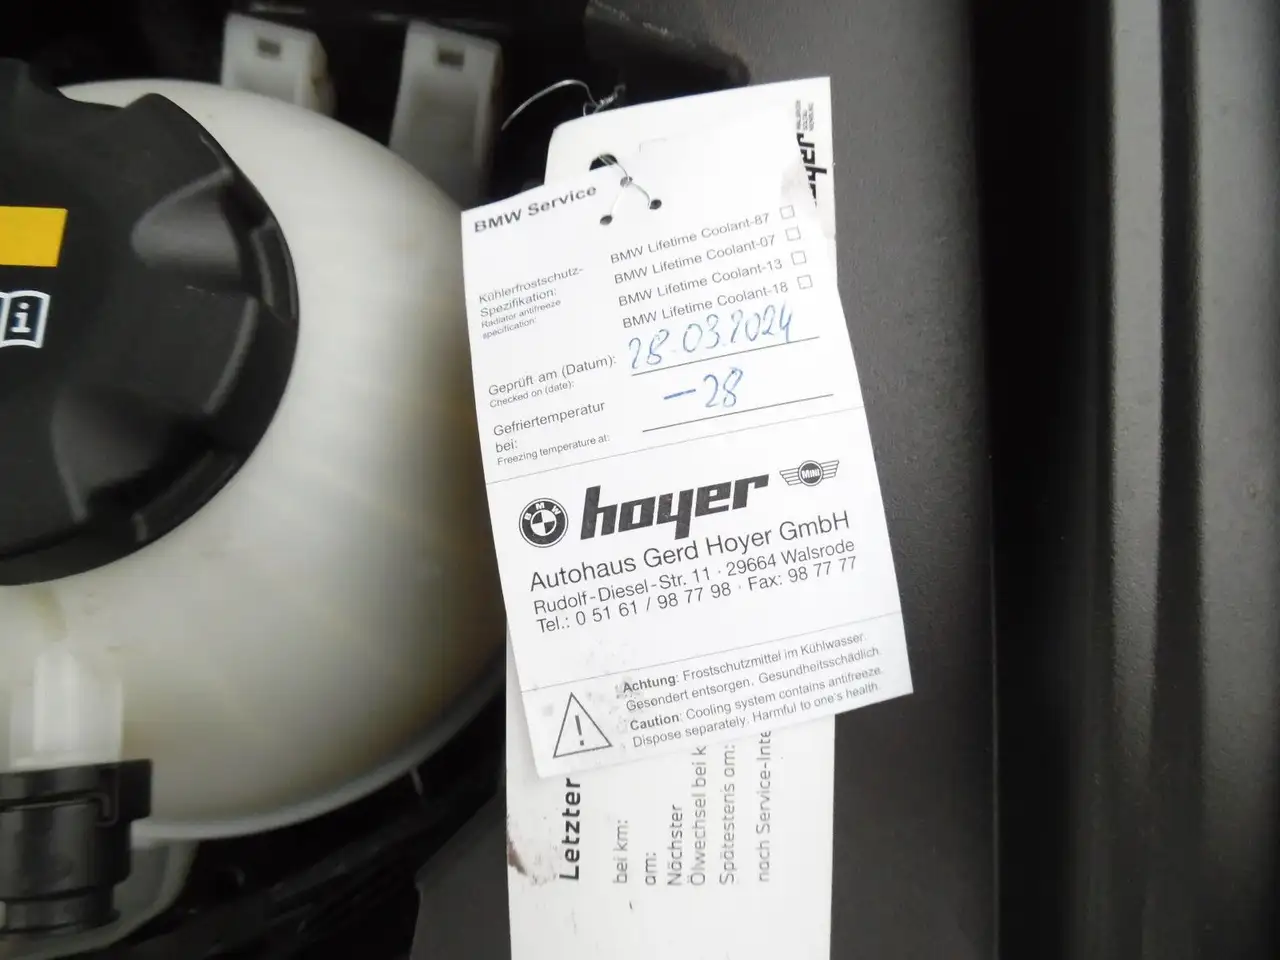 BMW Service
Kühlerfrostschutz-
Spezifikation:
Radiator antifreeze
specification:
BMW Lifetime Coolant-87
BMW Lifetime Coolant-07
BMW Lifetime Coolant-13
BMW Lifetime Coolant-18
Geprüft am (Datum): 28.03.2024
Checked on (date):
Gefriertemperatur
bei: -28
Freezing temperature at:
BMW hoyer MINI
Autohaus Gerd Hoyer GmbH
Rudolf-Diesel-Str. 11 · 29664 Walsrode
Tel.: 0 51 61 / 98 77 98 · Fax: 98 77 77
Achtung: Frostschutzmittel im Kühlwasser.
Gesondert entsorgen. Gesundheitsschädlich.
Caution: Cooling system contains antifreeze.
Dispose separately. Harmful to one's health.
Letzter
bei km:
am:
Nächster
Ölwechsel bei k
Spätestens am:
nach Service-Inte
i